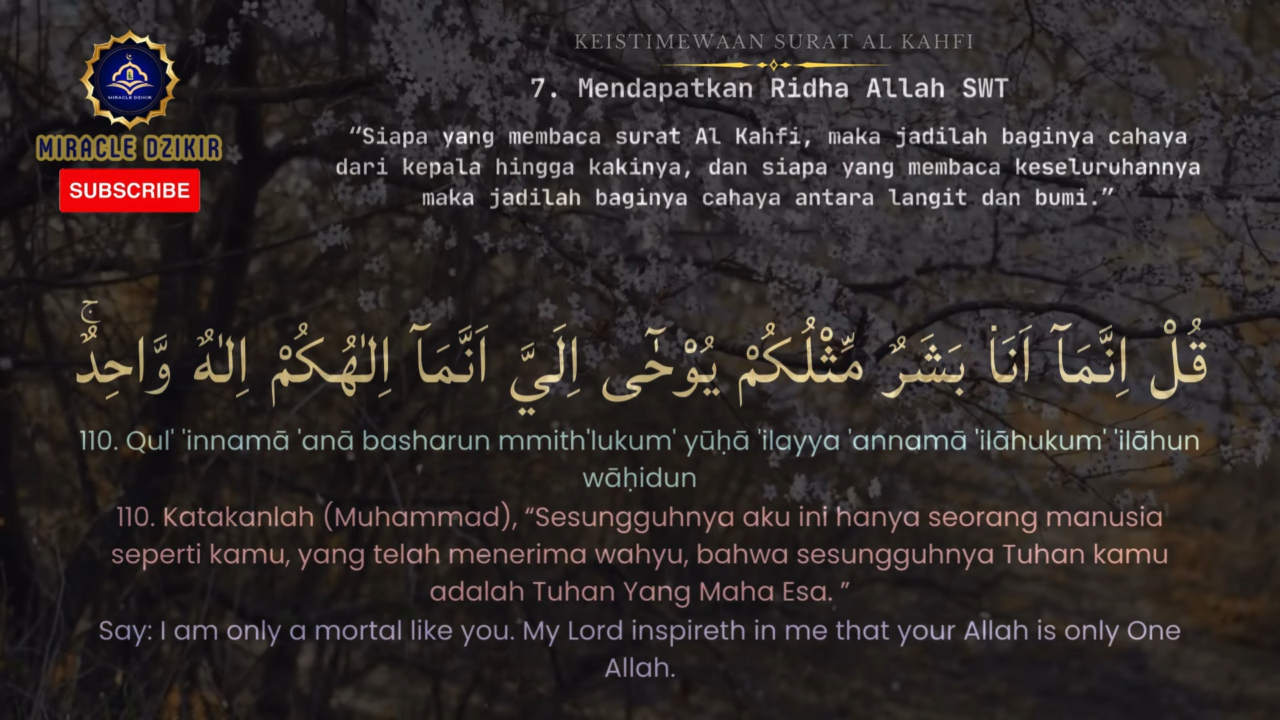 KEISTIMEWAAN SURAT AL KAHFI
7. Mendapatkan Ridha Allah SWT
“Siapa yang membaca surat Al Kahfi, maka jadilah baginya cahaya
dari kepala hingga kakinya, dan siapa yang membaca keseluruhannya
maka jadilah baginya cahaya antara langit dan bumi.”
MIRACLE DZIKIR
MIRACLE DZIKIR
SUBSCRIBE
قُلْ اِنَّمَآ اَنَا۠ بَشَرٌ مِّثْلُكُمْ يُوْحٰٓى اِلَيَّ اَنَّمَآ اِلٰهُكُمْ اِلٰهٌ وَّاحِدٌۚ
110. Qul' 'innamā 'anā basharun mmith'lukum' yūḥā 'ilayya 'annamā 'ilāhukum' 'ilāhun
wāḥidun
110. Katakanlah (Muhammad), “Sesungguhnya aku ini hanya seorang manusia
seperti kamu, yang telah menerima wahyu, bahwa sesungguhnya Tuhan kamu
adalah Tuhan Yang Maha Esa. ”
Say: I am only a mortal like you. My Lord inspireth in me that your Allah is only One
Allah.